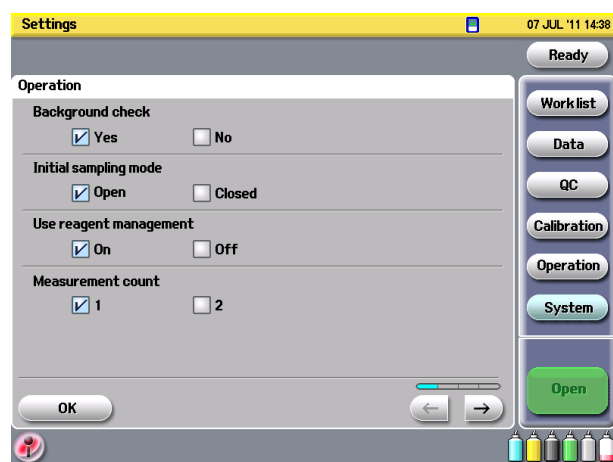 Settings
07 JUL '11 14:38
Ready
Operation
Background check
Yes No
Initial sampling mode
Open Closed
Use reagent management
On Off
Measurement count
1 2
OK
← →
Work list
Data
QC
Calibration
Operation
System
Open